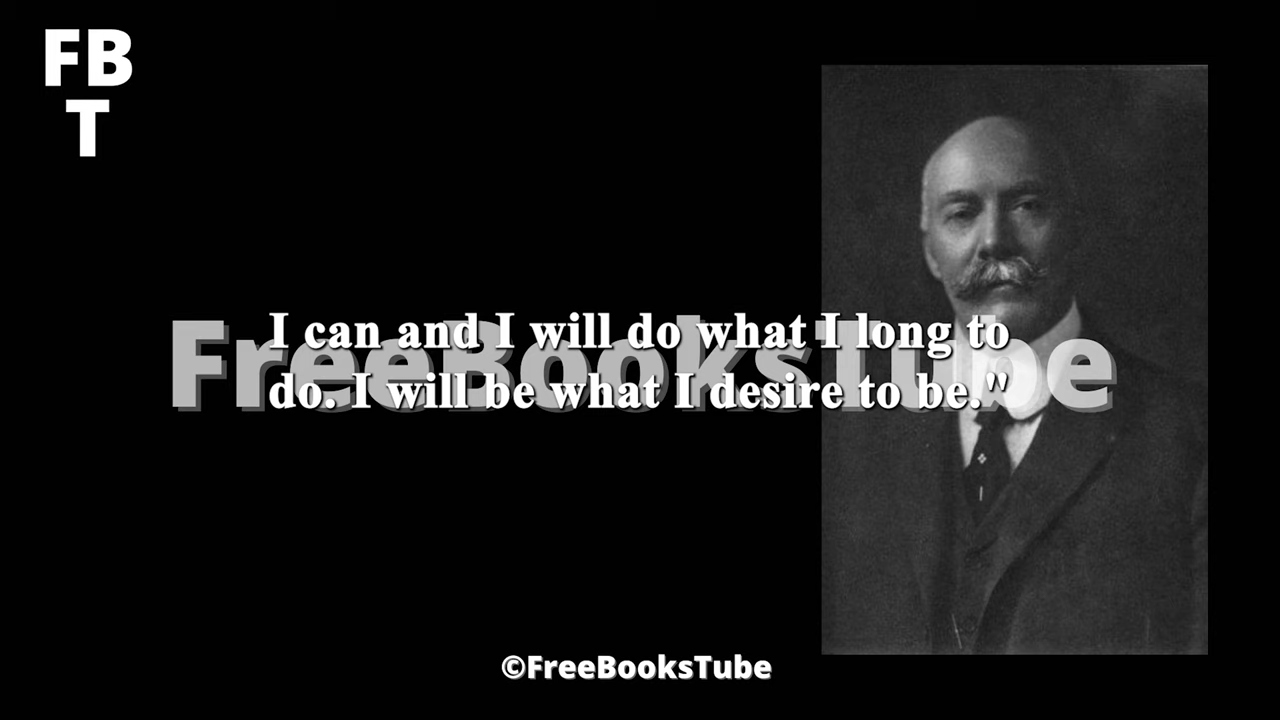 FB
T
FreeBooksTube
I can and I will do what I long to
do. I will be what I desire to be."
©FreeBooksTube